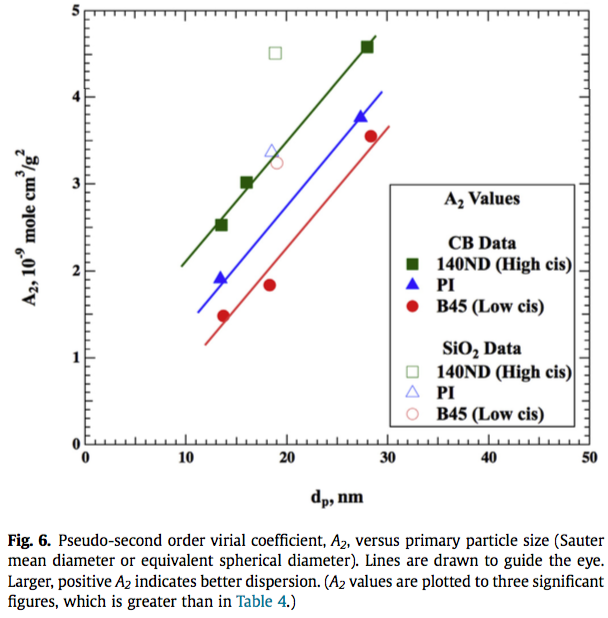 5
4
3
2
1
0
A₂, 10⁻⁹ mole cm³/g²
0 10 20 30 40 50
dₚ, nm
A₂ Values
CB Data
140ND (High cis)
PI
B45 (Low cis)
SiO₂ Data
140ND (High cis)
PI
B45 (Low cis)
Fig. 6. Pseudo-second order virial coefficient, A₂, versus primary particle size (Sauter
mean diameter or equivalent spherical diameter). Lines are drawn to guide the eye.
Larger, positive A₂ indicates better dispersion. (A₂ values are plotted to three significant
figures, which is greater than in Table 4.)